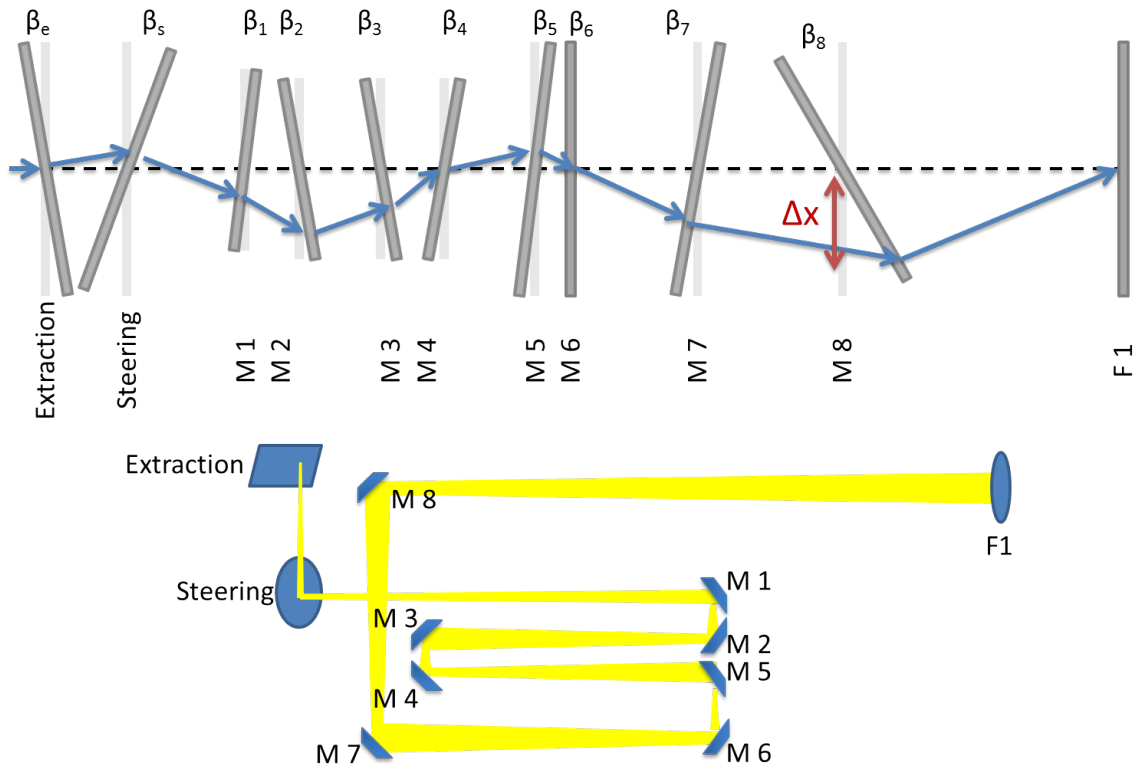 βe βs β1 β2 β3 β4 β5 β6 β7 β8
Δx
Extraction
Steering
M 1
M 2
M 3
M 4
M 5
M 6
M 7
M 8
F 1
Extraction
M 8
F1
Steering
M 1
M 3
M 2
M 5
M 4
M 7
M 6